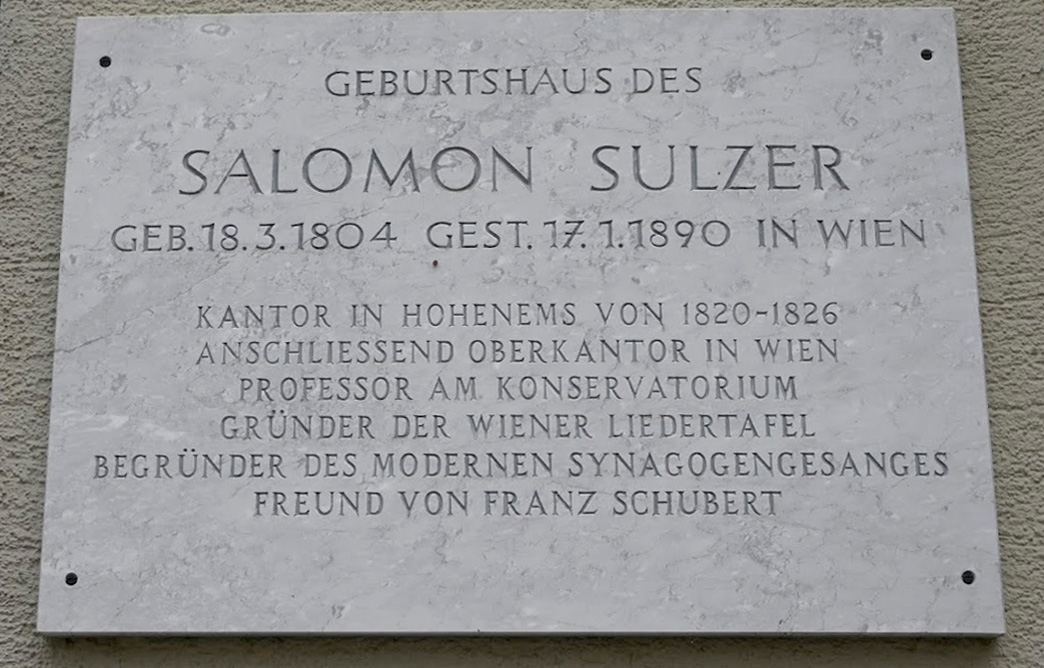 GEBURTSHAUS DES
SALOMON SULZER
GEB. 18.3.1804 GEST. 17.1.1890 IN WIEN
KANTOR IN HOHENEMS VON 1820-1826
ANSCHLIESSEND OBERKANTOR IN WIEN
PROFESSOR AM KONSERVATORIUM
GRÜNDER DER WIENER LIEDERTAFEL
BEGRÜNDER DES MODERNEN SYNAGOGENGESANGES
FREUND VON FRANZ SCHUBERT